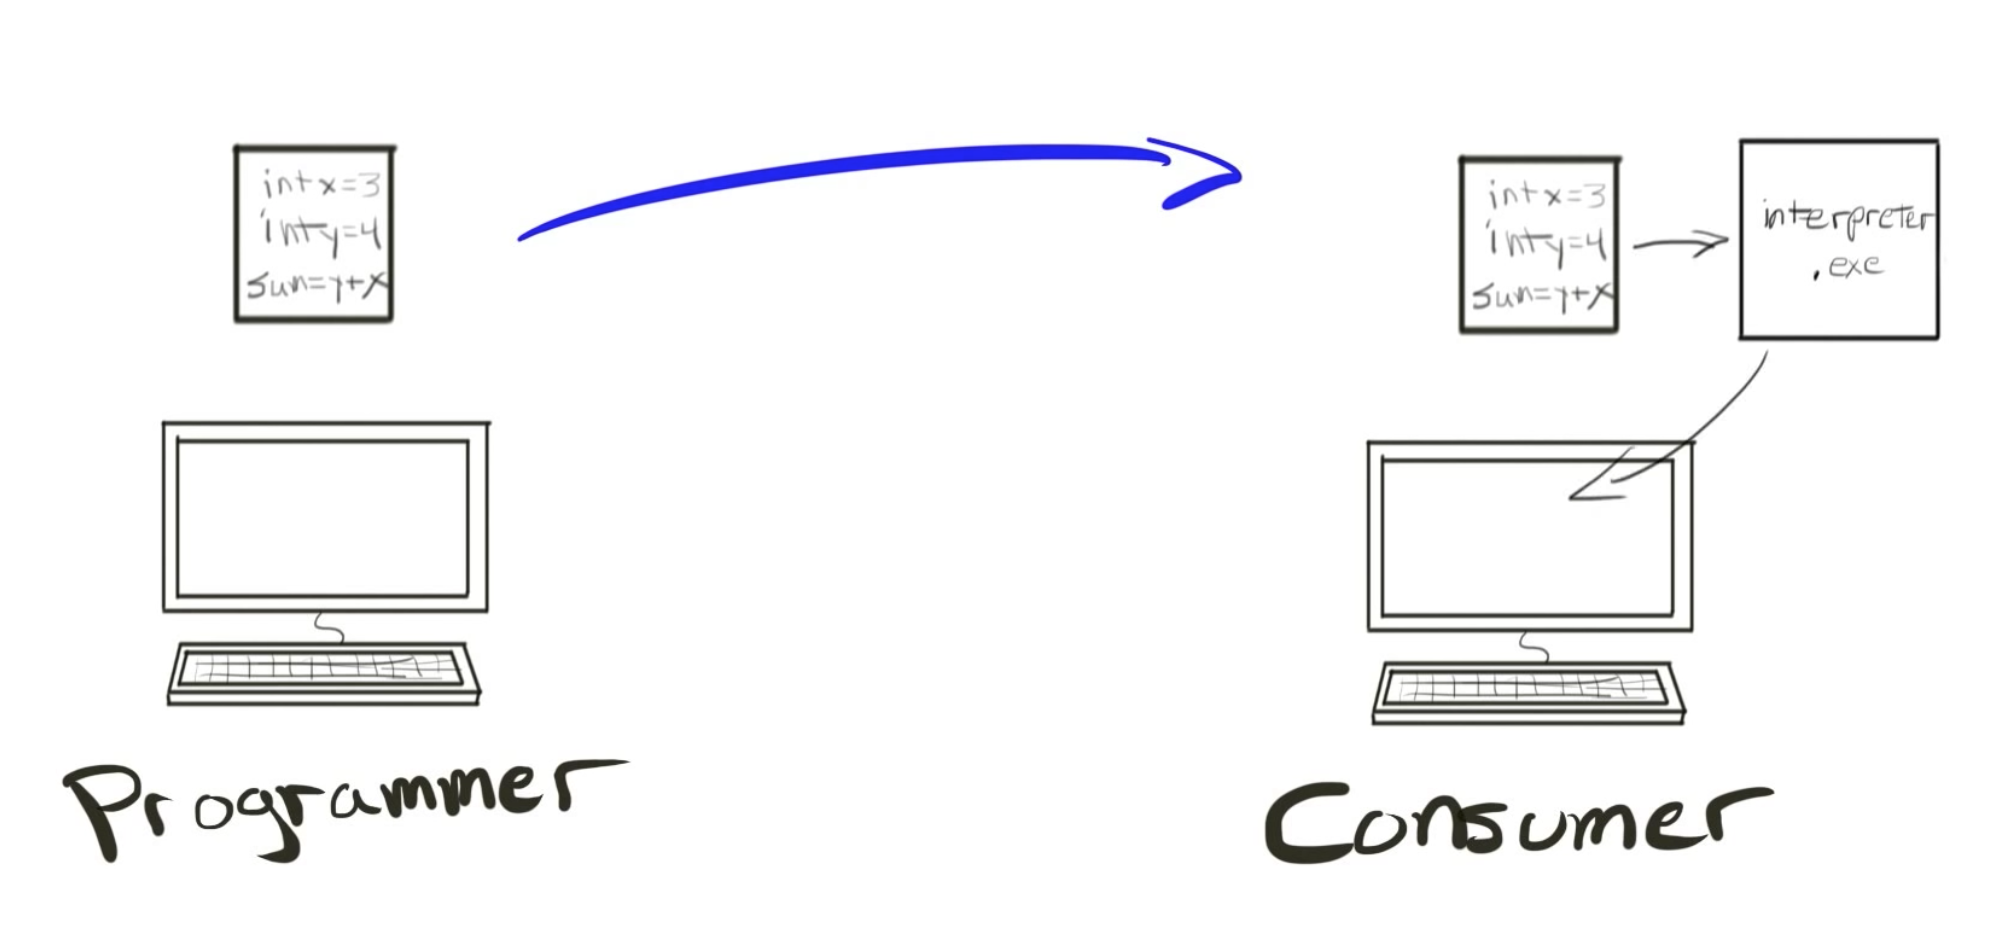 int x=3
int y=4
sum=y+x
int x=3
int y=4
sum=y+x
interpreter
.exe
Programmer
Consumer